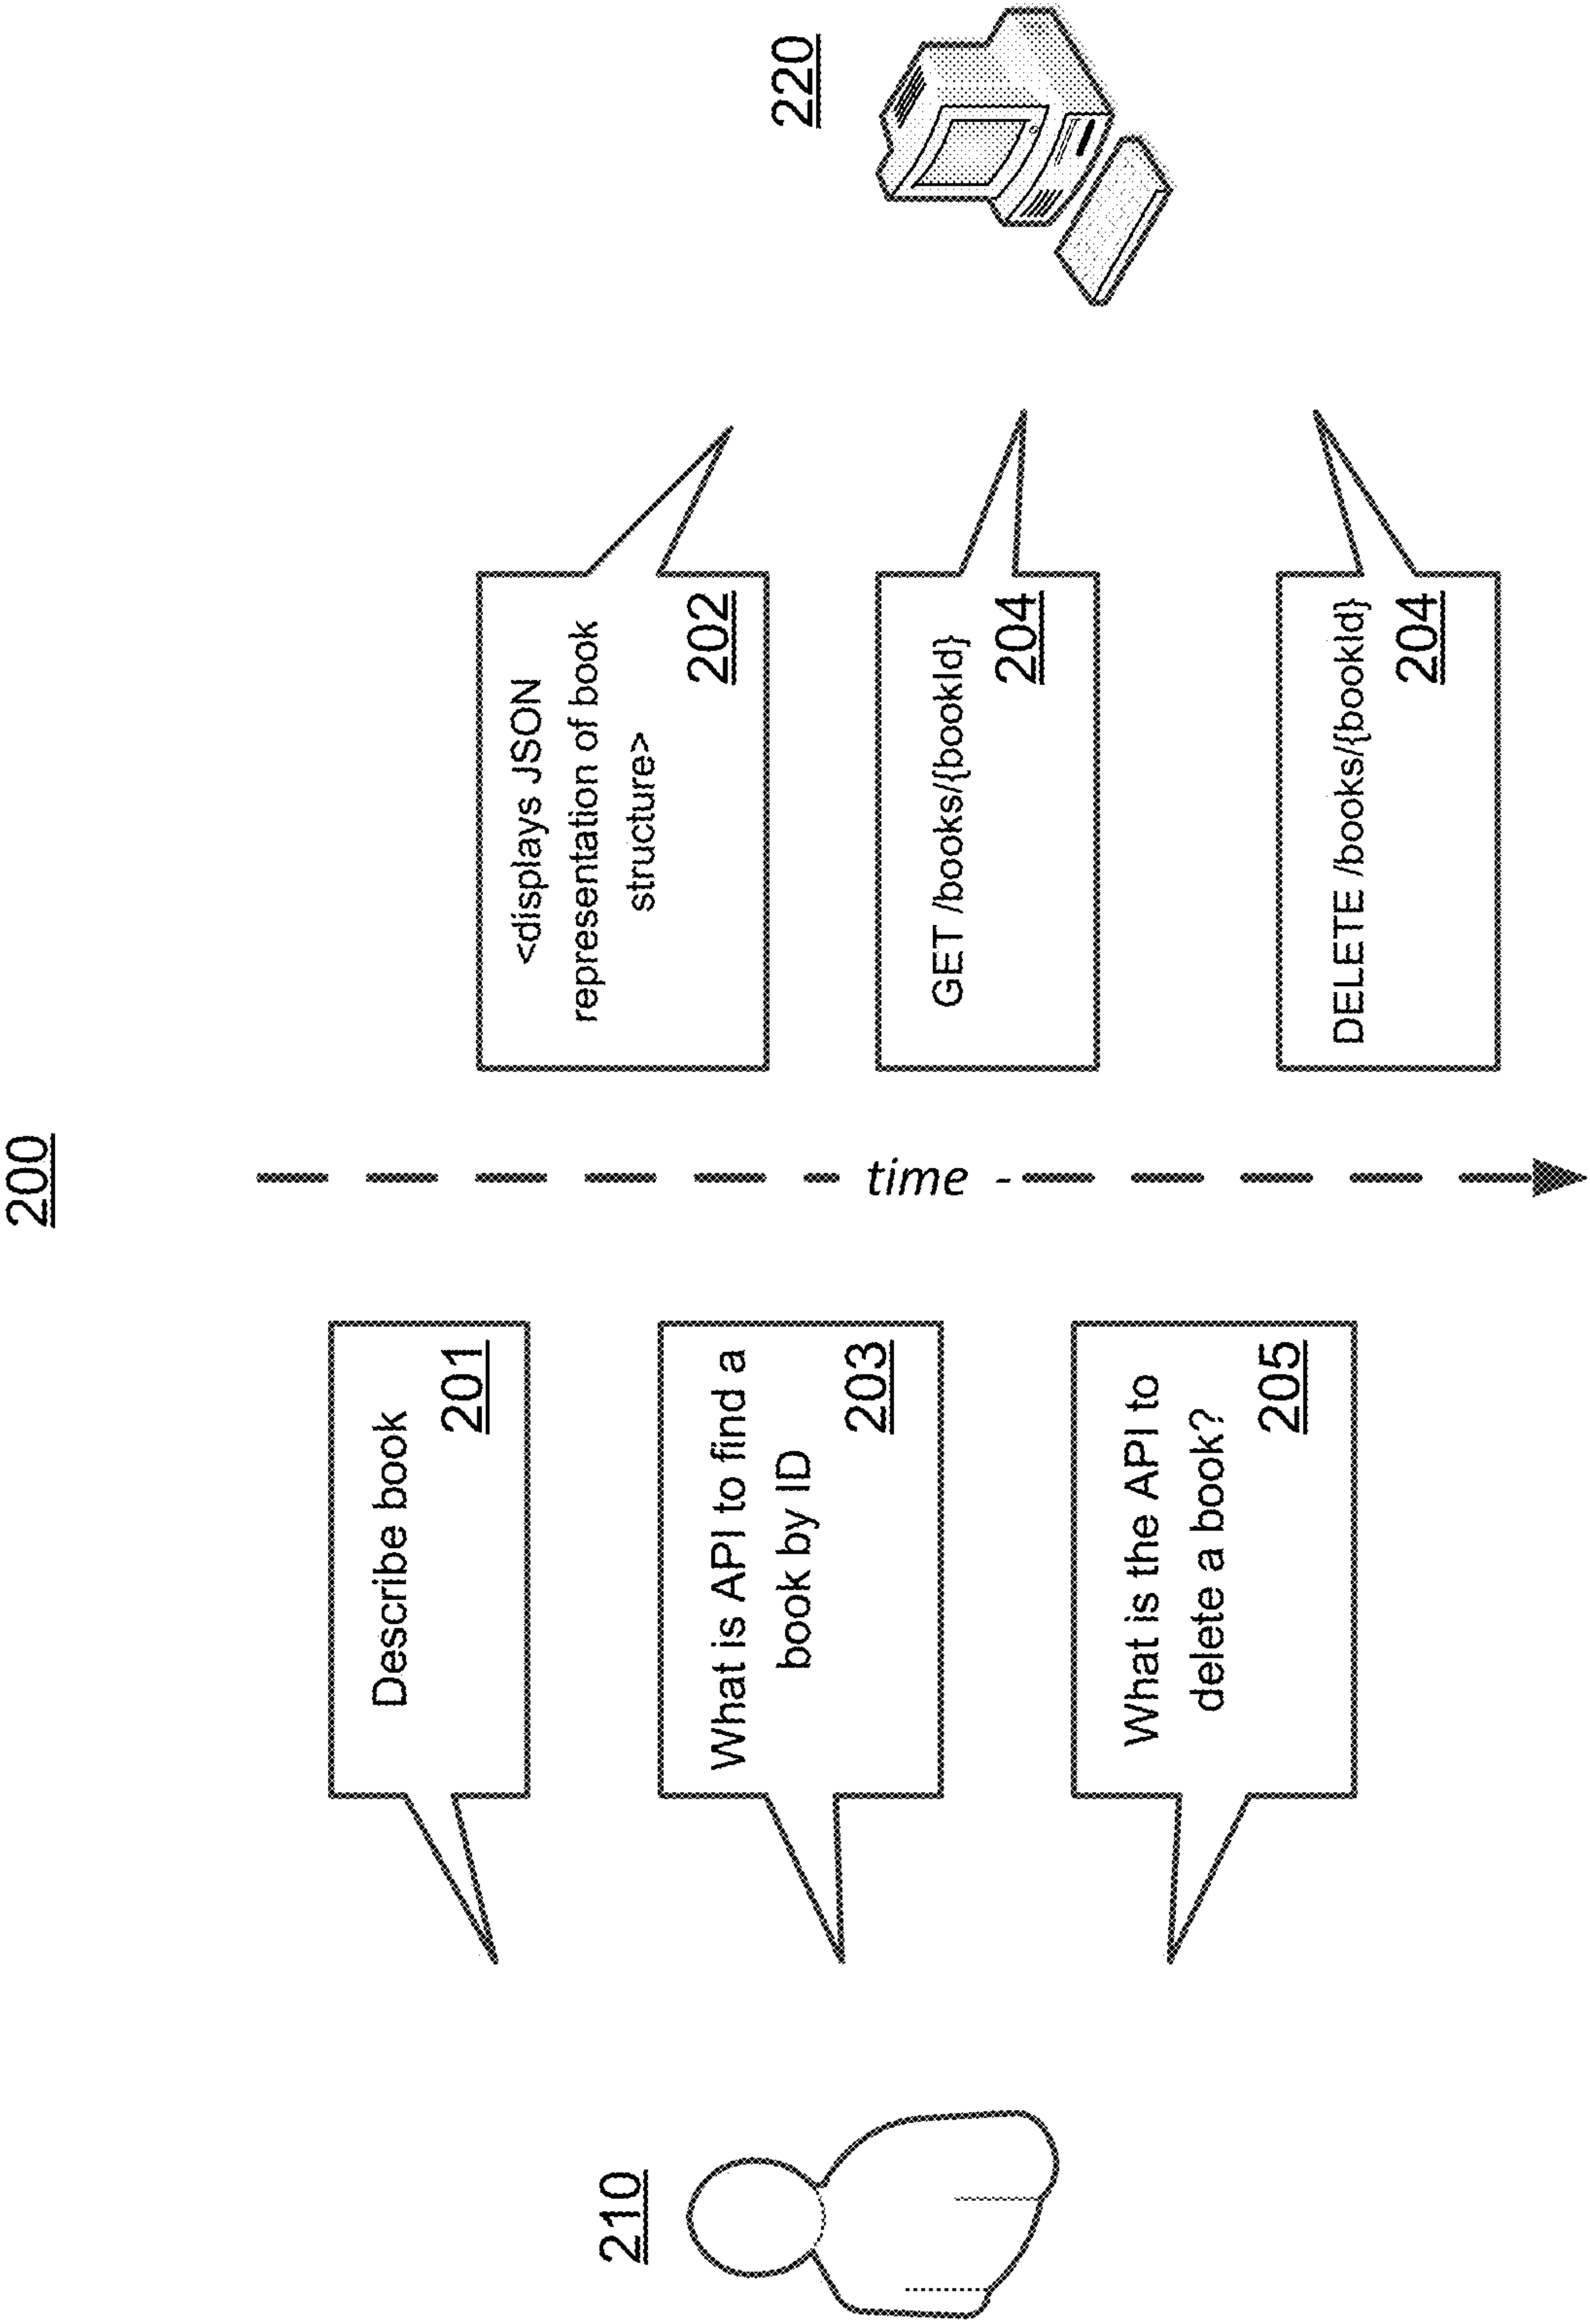 200
210
220
Describe book
201
<displays JSON
representation of book
structure>
202
What is API to find a
book by ID
203
GET /books/{bookId}
204
time
What is the API to
delete a book?
205
DELETE /books/{bookId}
204